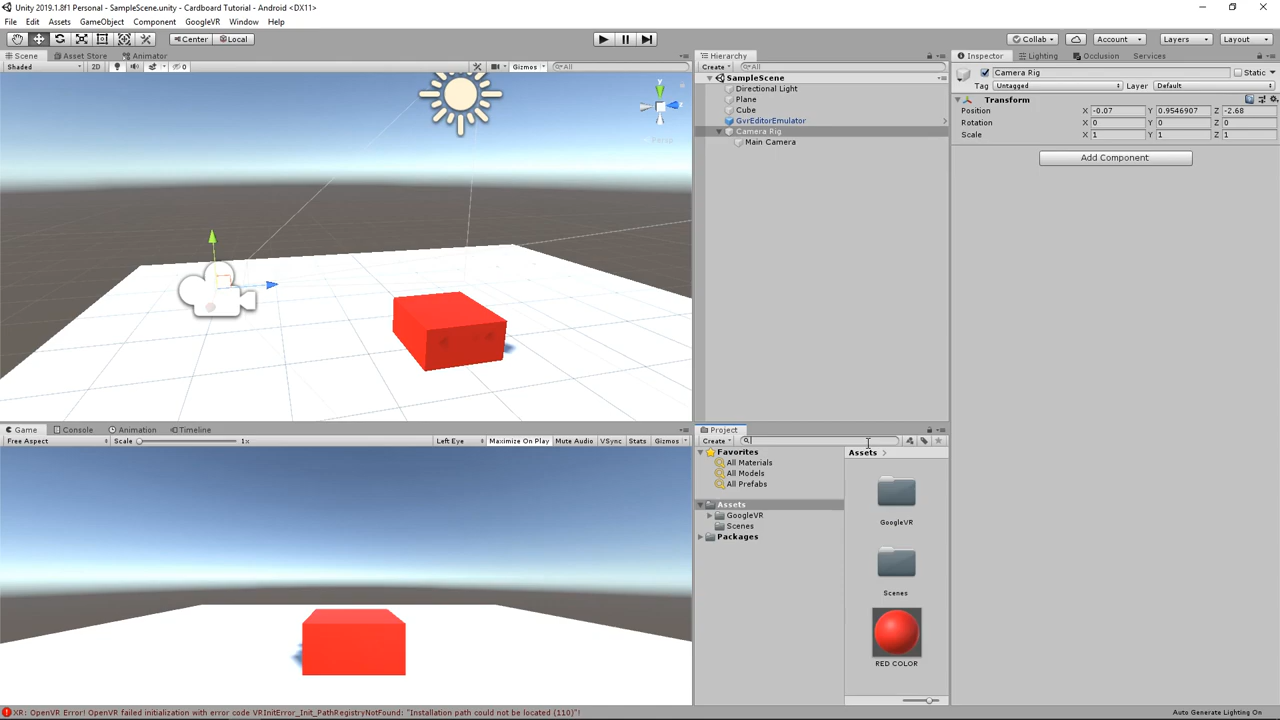 Unity 2019.1.8f1 Personal - SampleScene.unity - Cardboard Tutorial - Android <DX11>
File Edit Assets GameObject Component GoogleVR Window Help
Center Local Collab Account Layers Layout
Scene Asset Store Animator
Shaded 2D 0 Gizmos All
y
Persp
Hierarchy
Create All
SampleScene
Directional Light
Plane
Cube
GvrEditorEmulator
Camera Rig
Main Camera
Inspector Lighting Occlusion Services
Camera Rig Static
Tag Untagged Layer Default
Transform
Position X -0.07 Y 0.9546907 Z -2.68
Rotation X 0 Y 0 Z 0
Scale X 1 Y 1 Z 1
Add Component
Game Console Animation Timeline
Free Aspect Scale 1x Left Eye Maximize On Play Mute Audio VSync Stats Gizmos
Project
Create
Favorites
All Materials
All Models
All Prefabs
Assets
GoogleVR
Scenes
Packages
Assets
GoogleVR
Scenes
RED COLOR
XR: OpenVR Error! OpenVR failed initialization with error code VRInitError_Init_PathRegistryNotFound: "Installation path could not be located (110)"!
Auto Generate Lighting On